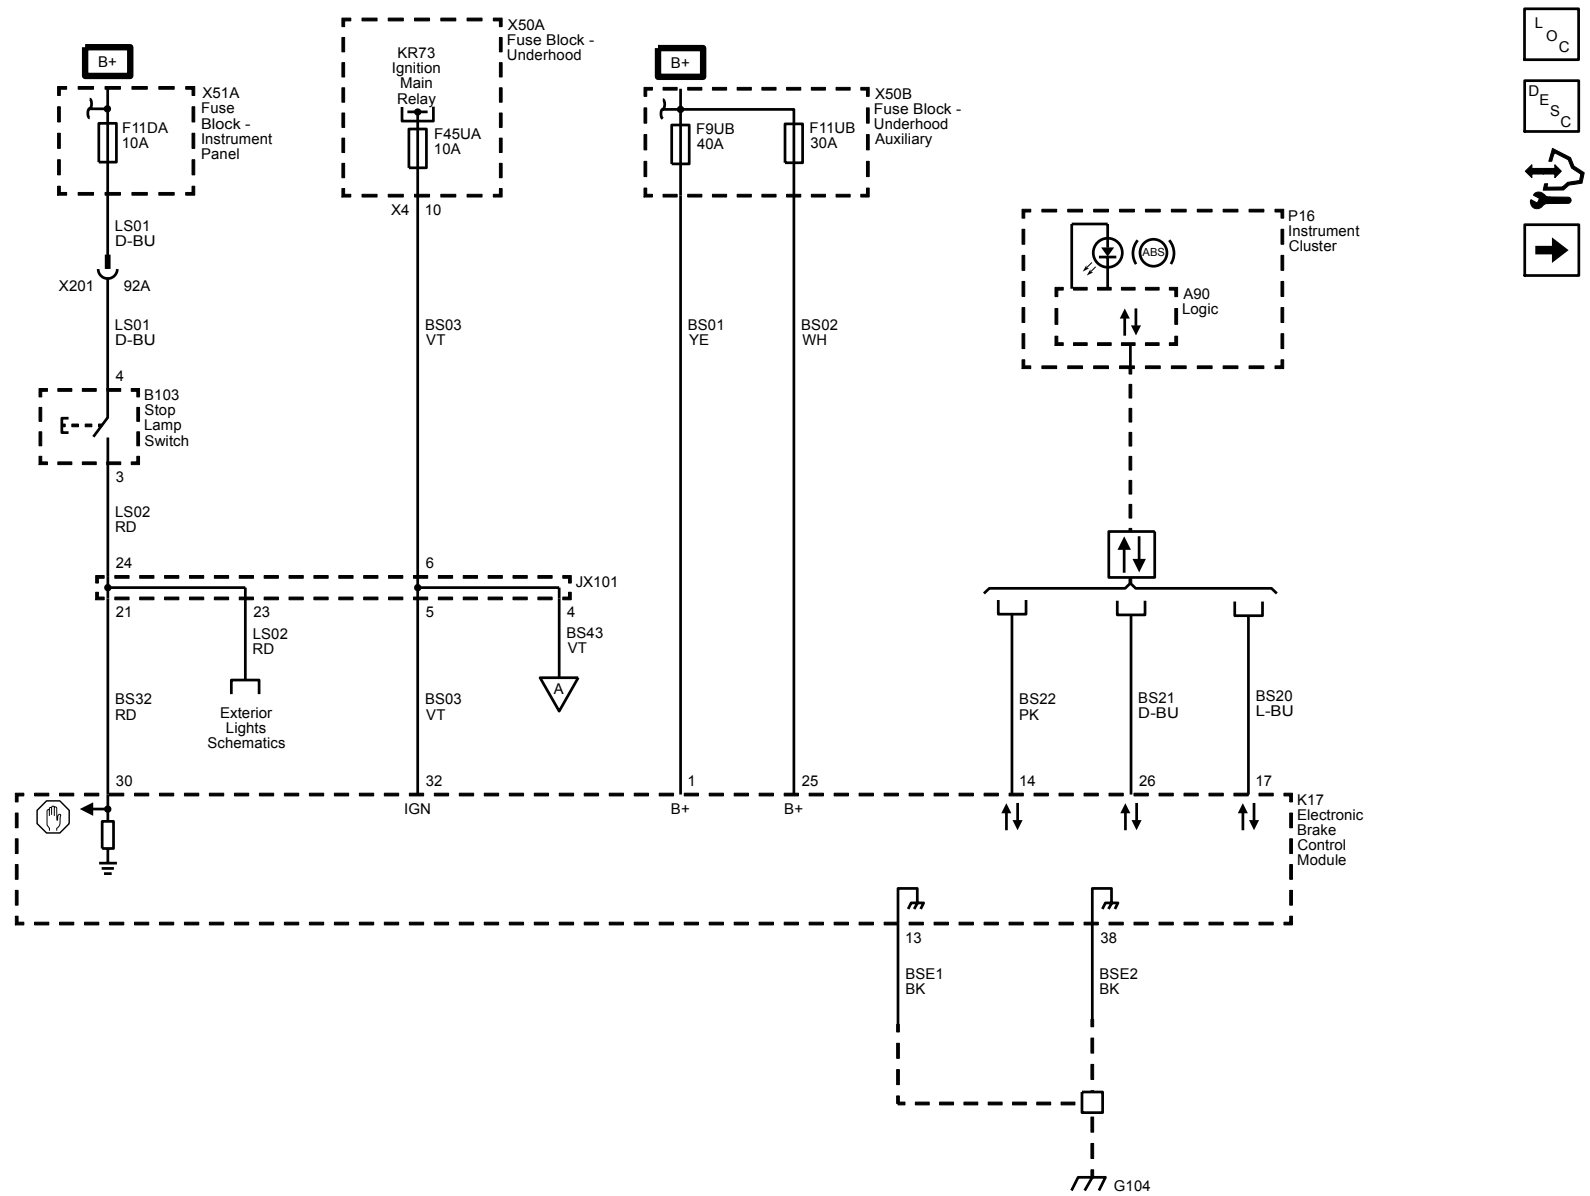 B+
X51A
Fuse
Block -
Instrument
Panel
F11DA
10A
LS01
D-BU
X201
92A
LS01
D-BU
4
B103
Stop
Lamp
Switch
3
LS02
RD
24
21
23
LS02
RD
BS32
RD
Exterior
Lights
Schematics
30
X50A
Fuse Block -
Underhood
KR73
Ignition
Main
Relay
F45UA
10A
X4
10
BS03
VT
6
JX101
5
4
BS43
VT
A
BS03
VT
32
IGN
B+
X50B
Fuse Block -
Underhood
Auxiliary
F9UB
40A
F11UB
30A
BS01
YE
BS02
WH
1
25
B+
B+
P16
Instrument
Cluster
ABS
A90
Logic
BS22
PK
BS21
D-BU
BS20
L-BU
14
26
17
K17
Electronic
Brake
Control
Module
13
38
BSE1
BK
BSE2
BK
G104
LOC
DESC